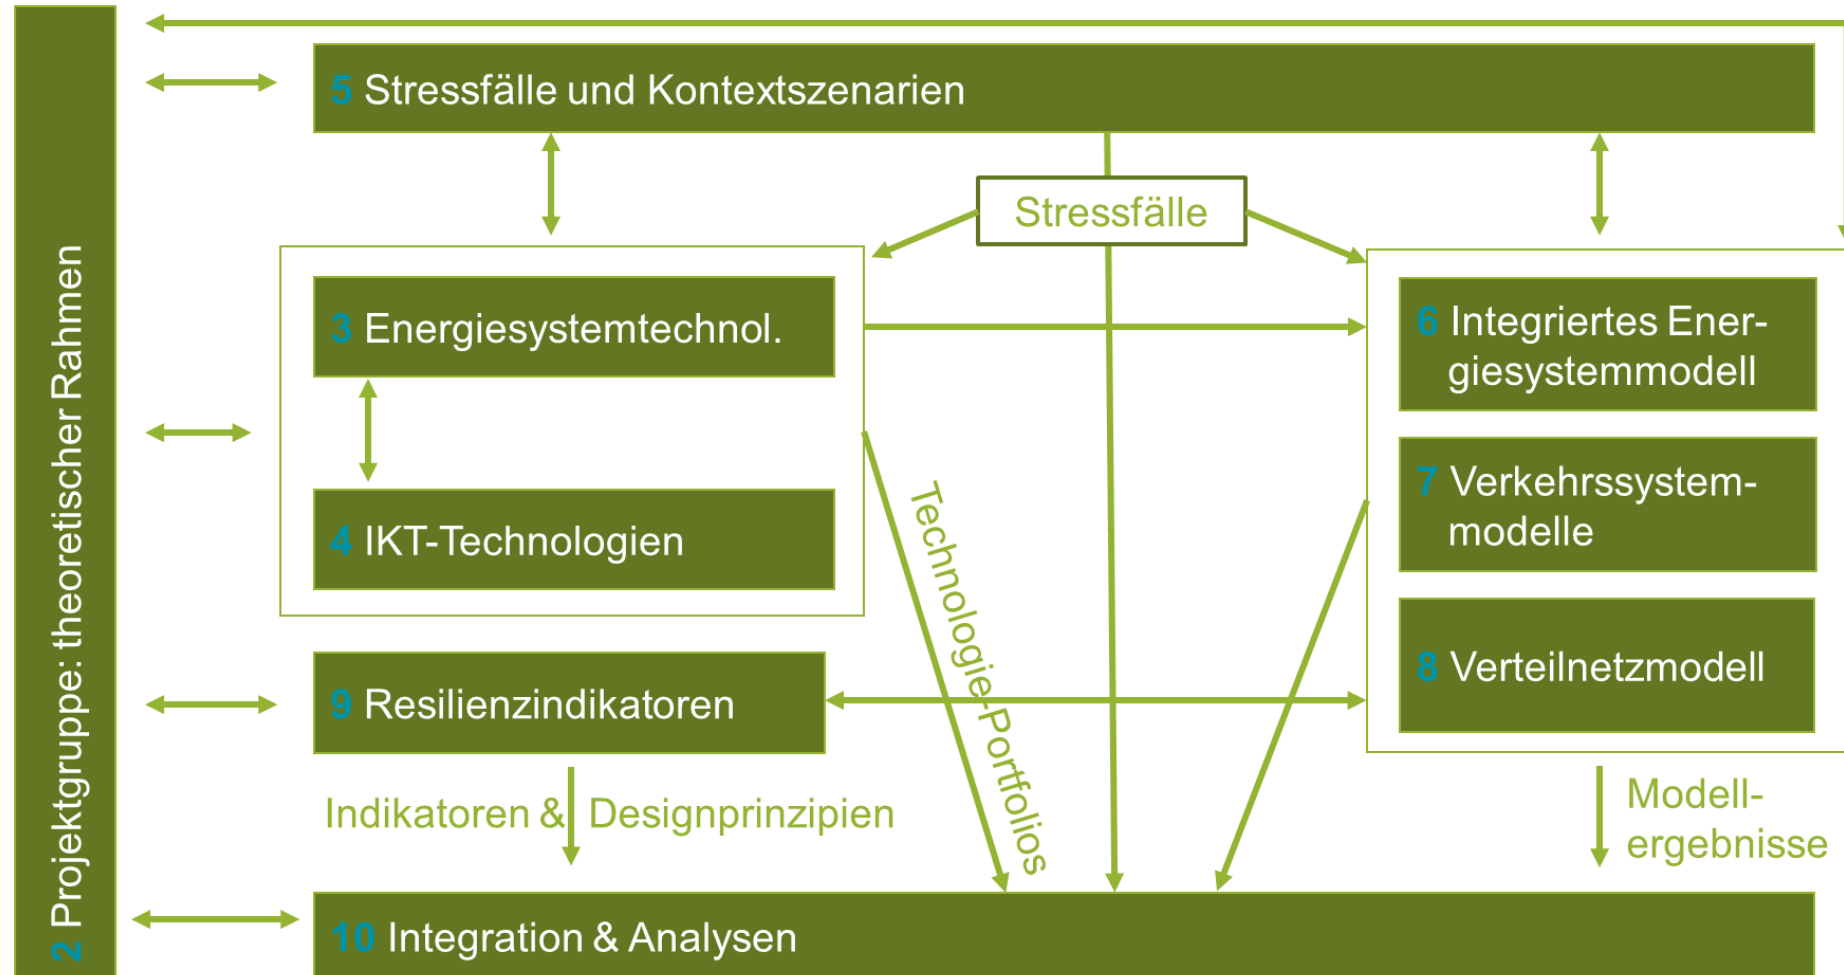 2 Projektgruppe: theoretischer Rahmen
5 Stressfälle und Kontextszenarien
Stressfälle
3 Energiesystemtechnol.
4 IKT-Technologien
6 Integriertes Ener-
giesystemmodell
7 Verkehrssystem-
modelle
8 Verteilnetzmodell
9 Resilienzindikatoren
Technologie-Portfolios
Indikatoren & Designprinzipien
Modell-
ergebnisse
10 Integration & Analysen